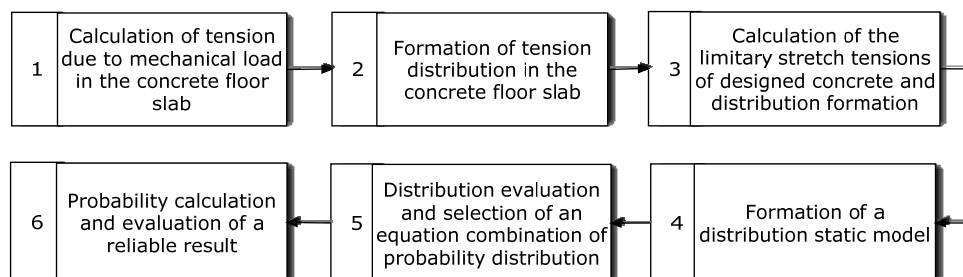 1
Calculation of tension
due to mechanical load
in the concrete floor
slab
2
Formation of tension
distribution in the
concrete floor slab
3
Calculation of the
limitary stretch tensions
of designed concrete and
distribution formation
4
Formation of a
distribution static model
5
Distribution evaluation
and selection of an
equation combination of
probability distribution
6
Probability calculation
and evaluation of a
reliable result